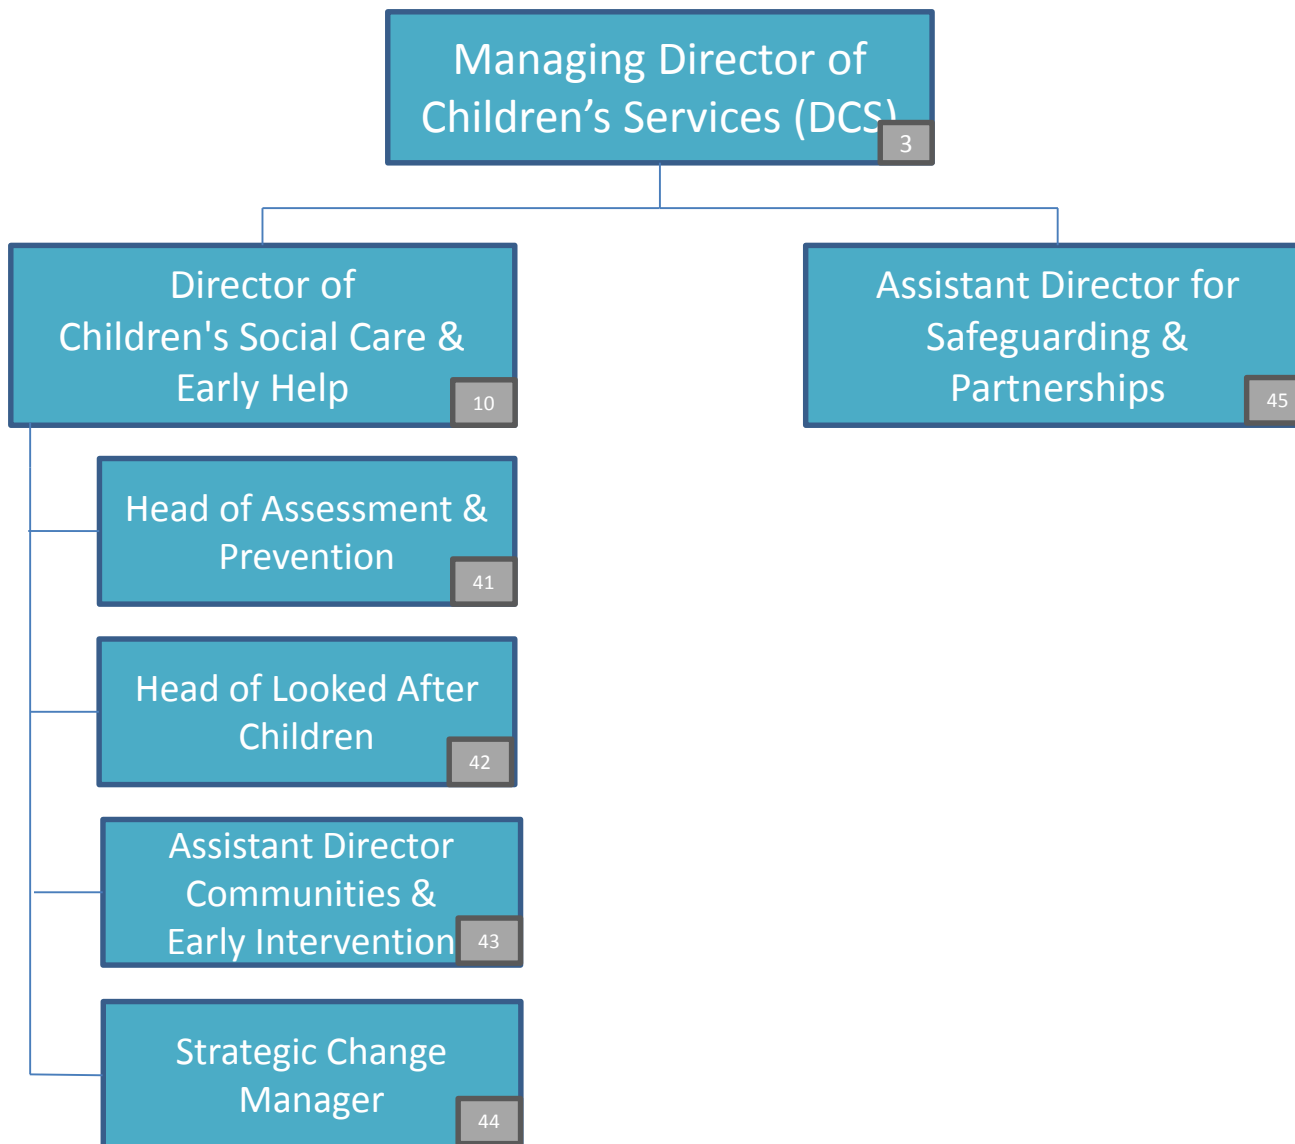 Managing Director of
Children’s Services (DCS)
3
Director of
Children's Social Care &
Early Help
10
Assistant Director for
Safeguarding &
Partnerships
45
Head of Assessment &
Prevention
41
Head of Looked After
Children
42
Assistant Director
Communities &
Early Intervention
43
Strategic Change
Manager
44